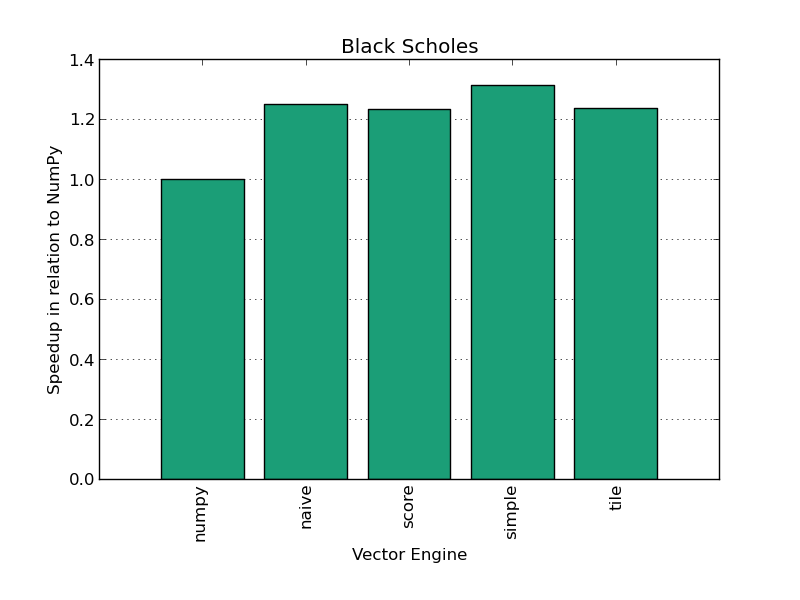 Black Scholes
1.4
1.2
1.0
0.8
0.6
0.4
0.2
0.0
Speedup in relation to NumPy
numpy
naive
score
simple
tile
Vector Engine